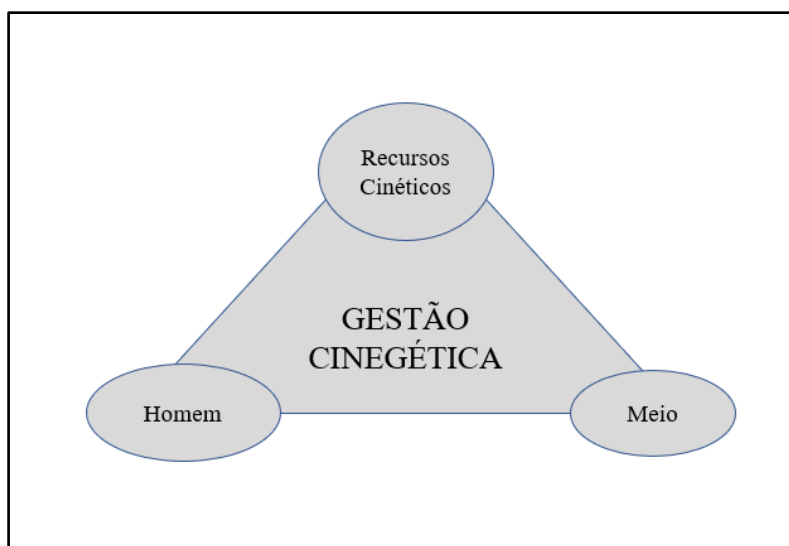 Recursos
Cinéticos
GESTÃO
CINEGÉTICA
Homem
Meio